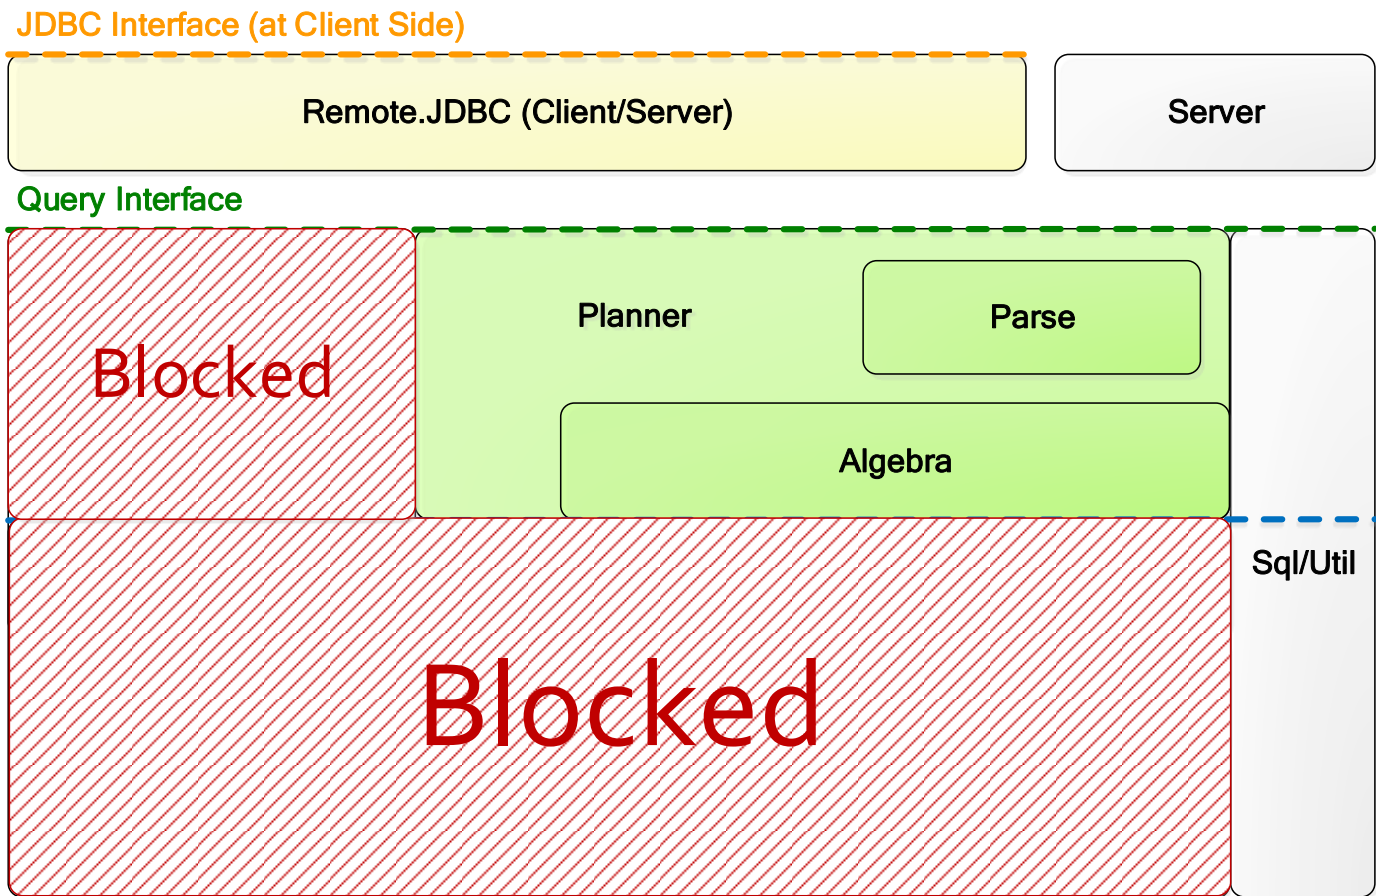 JDBC Interface (at Client Side)
Remote.JDBC (Client/Server)
Server
Query Interface
Planner
Parse
Blocked
Algebra
Sql/Util
Blocked